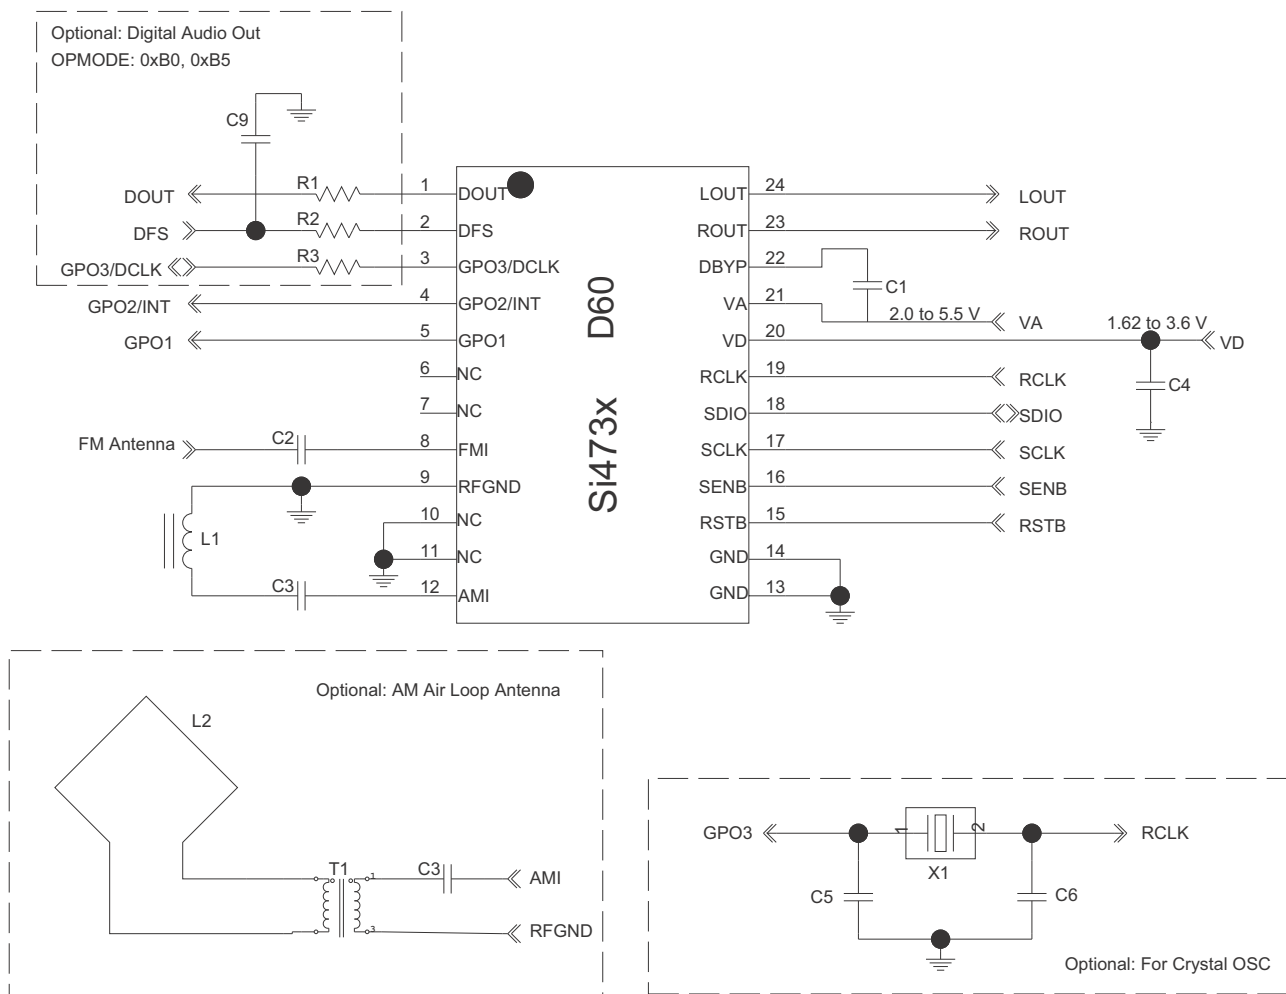 Optional: Digital Audio Out
OPMODE: 0xB0, 0xB5
C9
DOUT
R1
1
DOUT
DFS
R2
2
DFS
GPO3/DCLK
R3
3
GPO3/DCLK
GPO2/INT
4
GPO2/INT
GPO1
5
GPO1
6
NC
7
NC
FM Antenna
C2
8
FMI
9
RFGND
10
NC
L1
11
NC
C3
12
AMI
Si473x D60
LOUT
24
LOUT
ROUT
23
ROUT
DBYP
22
C1
VA
21
2.0 to 5.5 V
VA
VD
20
1.62 to 3.6 V
VD
C4
RCLK
19
RCLK
SDIO
18
SDIO
SCLK
17
SCLK
SENB
16
SENB
RSTB
15
RSTB
GND
14
GND
13
Optional: AM Air Loop Antenna
L2
T1
1
3
C3
AMI
RFGND
GPO3
1
2
X1
RCLK
C5
C6
Optional: For Crystal OSC